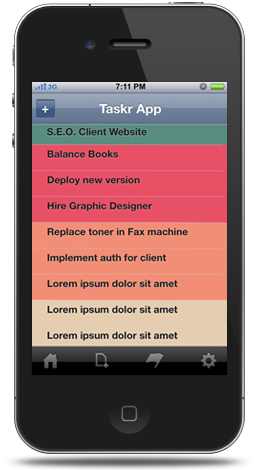 3G
7:11 PM
+
Taskr App
S.E.O. Client Website
Balance Books
Deploy new version
Hire Graphic Designer
Replace toner in Fax machine
Implement auth for client
Lorem ipsum dolor sit amet
Lorem ipsum dolor sit amet
Lorem ipsum dolor sit amet